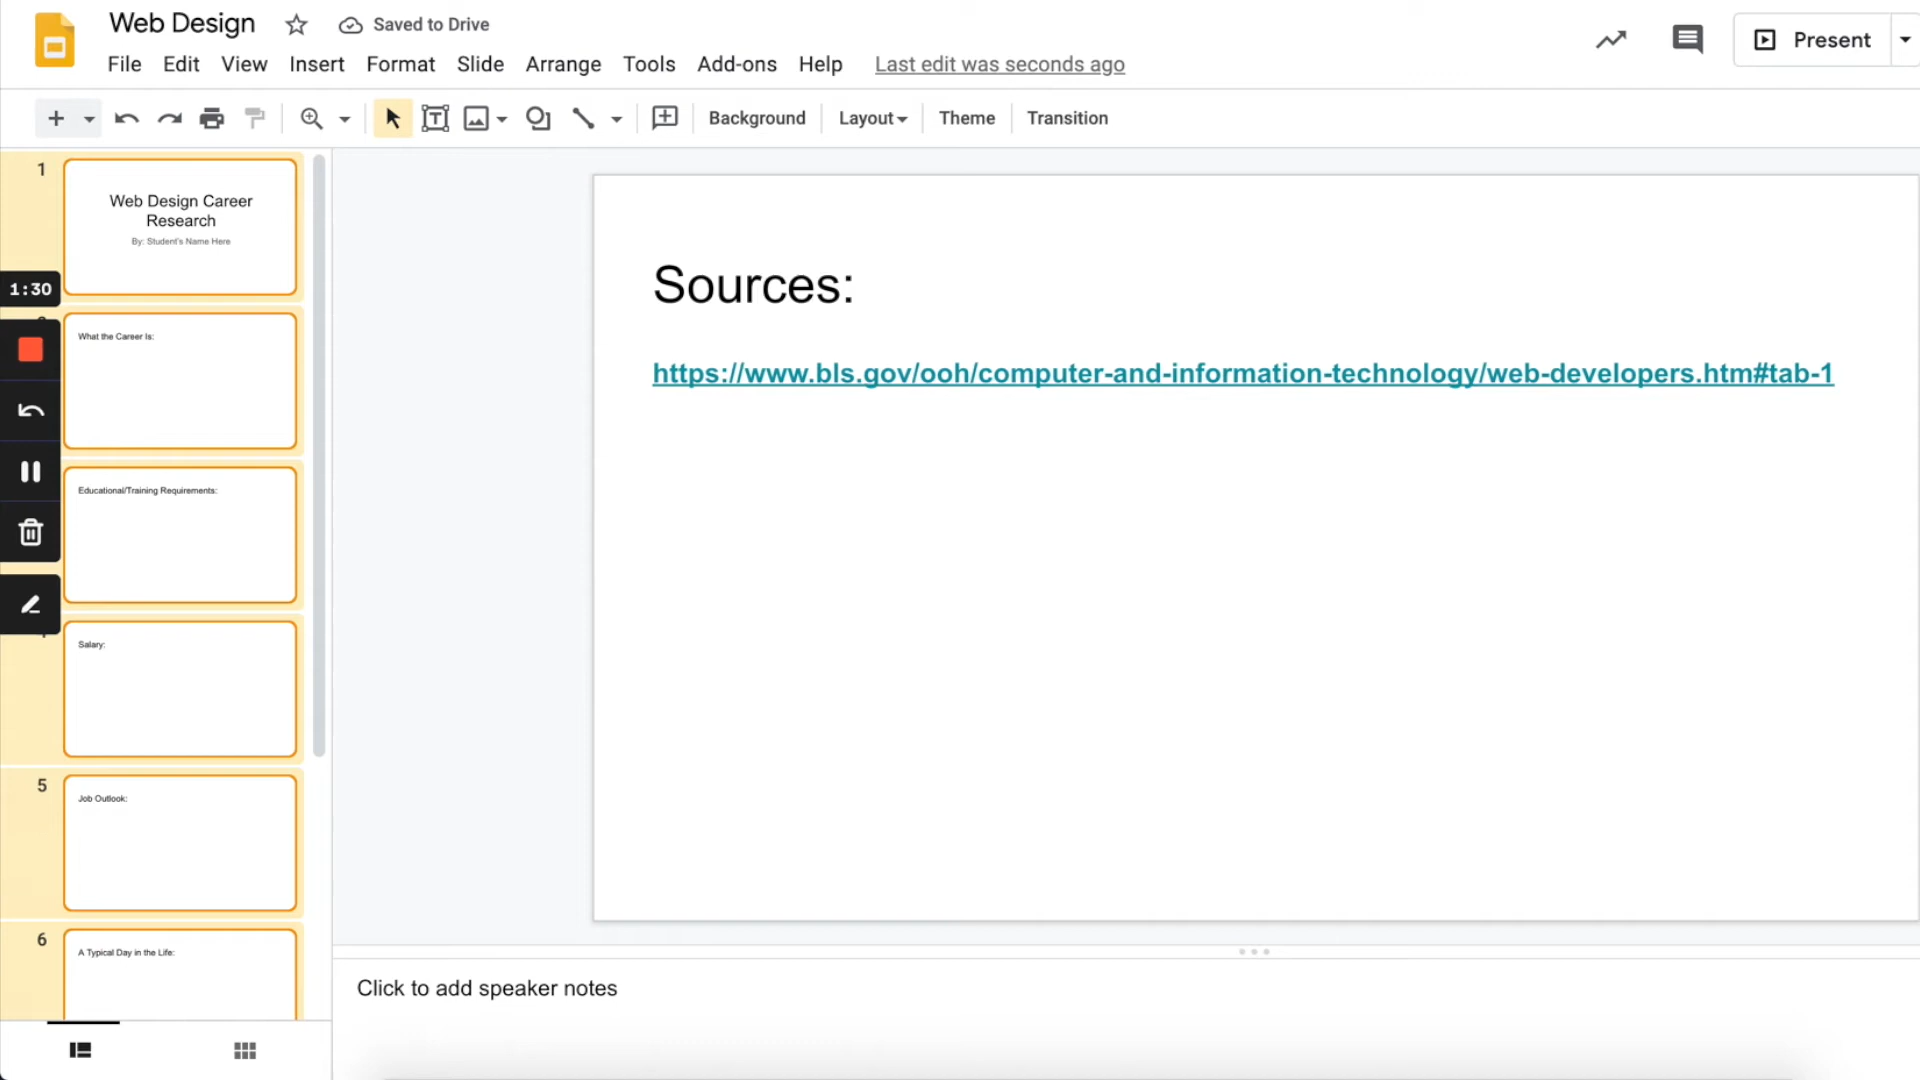 Web Design
Saved to Drive
File Edit View Insert Format Slide Arrange Tools Add-ons Help Last edit was seconds ago
Present
Background Layout Theme Transition
1
Web Design Career
Research
By: Student's Name Here
1:30
What the Career Is:
Educational/Training Requirements:
Salary:
5
Job Outlook:
6
A Typical Day in the Life:
Sources:
https://www.bls.gov/ooh/computer-and-information-technology/web-developers.htm#tab-1
Click to add speaker notes